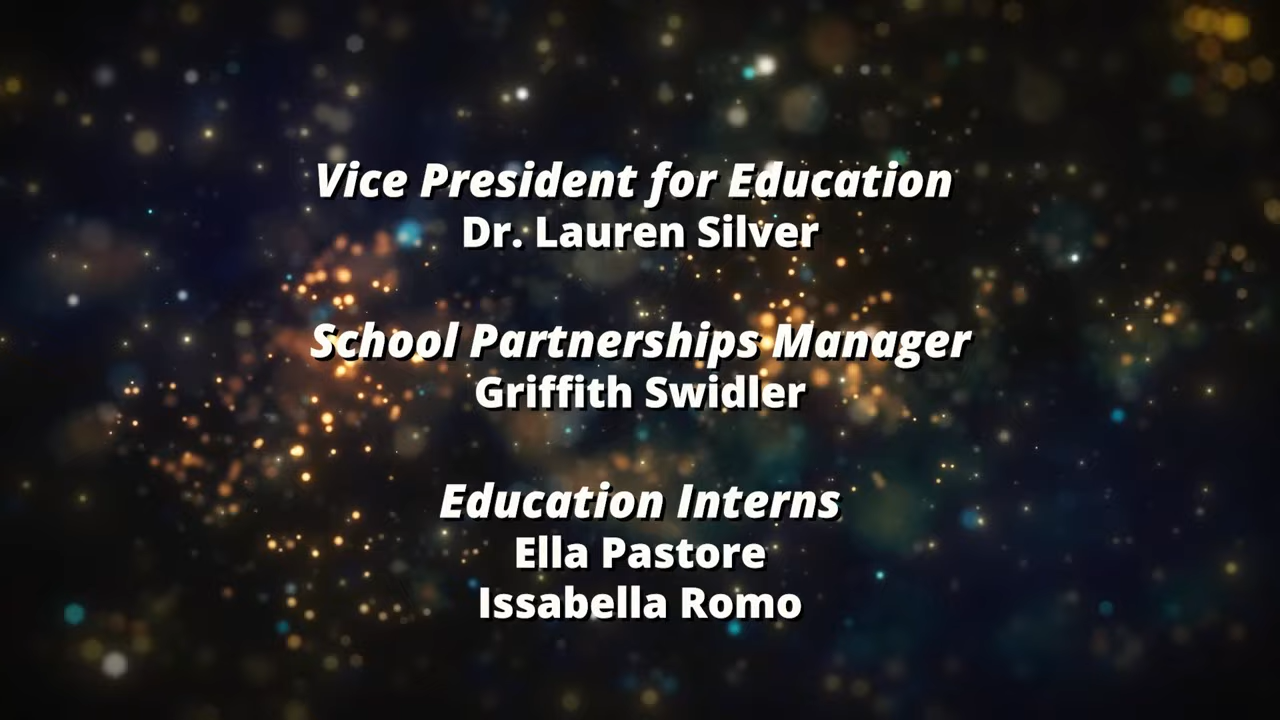 Vice President for Education
Dr. Lauren Silver
School Partnerships Manager
Griffith Swidler
Education Interns
Ella Pastore
Issabella Romo